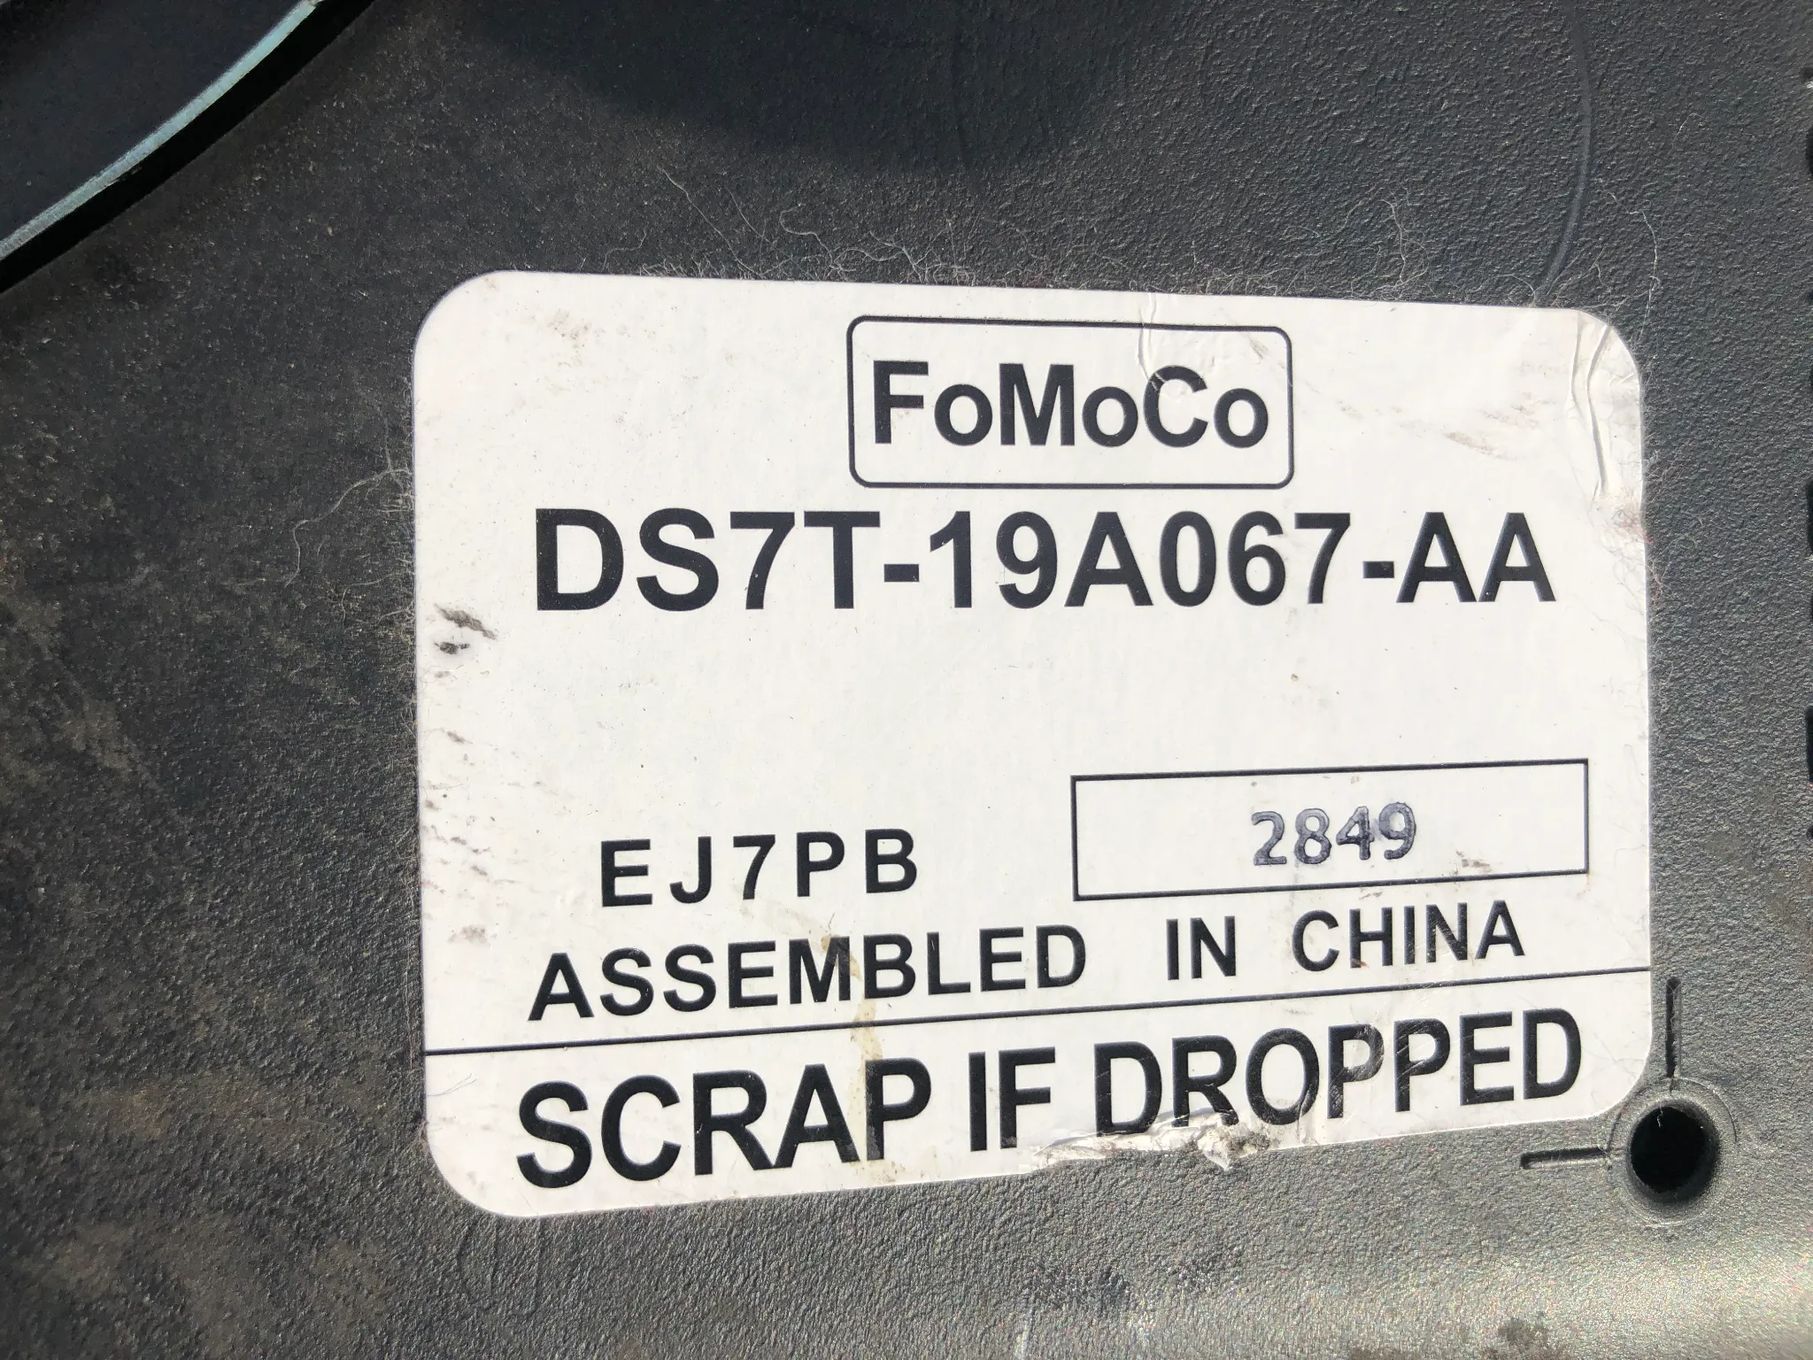 FoMoCo
DS7T-19A067-AA
EJ7PB
2849
ASSEMBLED IN CHINA
SCRAP IF DROPPED